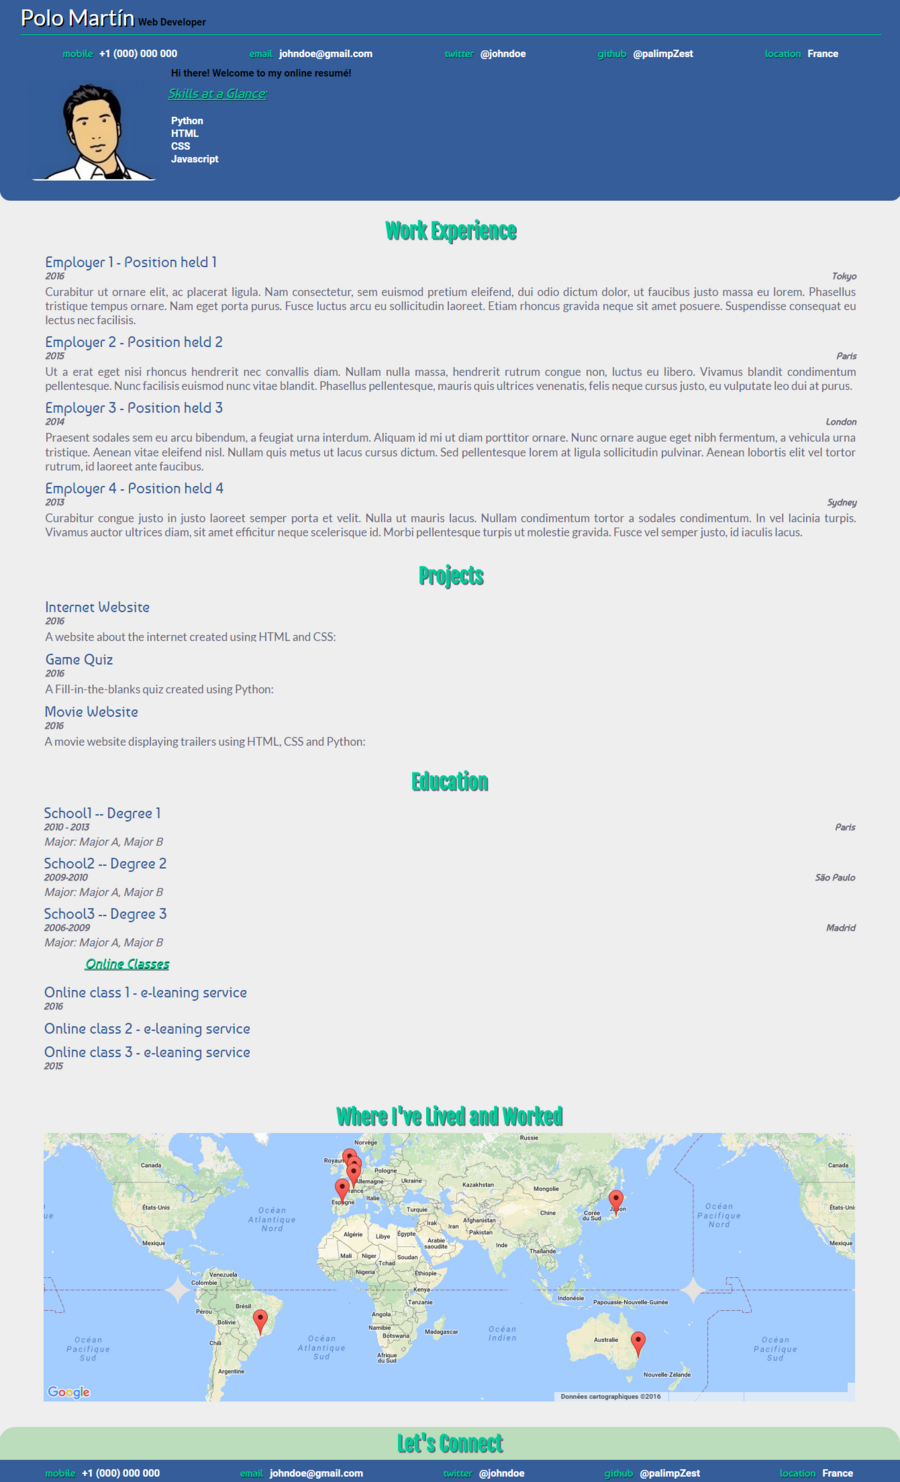 Polo Martín Web Developer
mobile +1 (000) 000 000 email johndoe@gmail.com twitter @johndoe github @palimpZest location France
Hi there! Welcome to my online resumé!
Skills at a Glance:
Python
HTML
CSS
Javascript
Work Experience
Employer 1 - Position held 1
2016 Tokyo
Curabitur ut ornare elit, ac placerat ligula. Nam consectetur, sem euismod pretium eleifend, dui odio dictum dolor, ut faucibus justo massa eu lorem. Phasellus
tristique tempus ornare. Nam eget porta purus. Fusce luctus arcu eu sollicitudin laoreet. Etiam rhoncus gravida neque sit amet posuere. Suspendisse consequat eu
lectus nec facilisis.
Employer 2 - Position held 2
2015 Paris
Ut a erat eget nisi rhoncus hendrerit nec convallis diam. Nullam nulla massa, hendrerit rutrum congue non, luctus eu libero. Vivamus blandit condimentum
pellentesque. Nunc facilisis euismod nunc vitae blandit. Phasellus pellentesque, mauris quis ultrices venenatis, felis neque cursus justo, eu vulputate leo dui at purus.
Employer 3 - Position held 3
2014 London
Praesent sodales sem eu arcu bibendum, a feugiat urna interdum. Aliquam id mi ut diam porttitor ornare. Nunc ornare augue eget nibh fermentum, a vehicula urna
tristique. Aenean vitae eleifend nisl. Nullam quis metus ut lacus cursus dictum. Sed pellentesque lorem at ligula sollicitudin pulvinar. Aenean lobortis elit vel tortor
rutrum, id laoreet ante faucibus.
Employer 4 - Position held 4
2013 Sydney
Curabitur congue justo in justo laoreet semper porta et velit. Nulla ut mauris lacus. Nullam condimentum tortor a sodales condimentum. In vel lacinia turpis.
Vivamus auctor ultrices diam, sit amet efficitur neque scelerisque id. Morbi pellentesque turpis ut molestie gravida. Fusce vel semper justo, id iaculis lacus.
Projects
Internet Website
2016
A website about the internet created using HTML and CSS:
Game Quiz
2016
A Fill-in-the-blanks quiz created using Python:
Movie Website
2016
A movie website displaying trailers using HTML, CSS and Python:
Education
School1 -- Degree 1
2010 - 2013 Paris
Major: Major A, Major B
School2 -- Degree 2
2009-2010 São Paulo
Major: Major A, Major B
School3 -- Degree 3
2006-2009 Madrid
Major: Major A, Major B
Online Classes
Online class 1 - e-leaning service
2016
Online class 2 - e-leaning service
Online class 3 - e-leaning service
2015
Where I've Lived and Worked
Norvège Russie
Canada Pologne Canada
Allemagne Ukraine Kazakhstan Mongolie
France Italie
Espagne Turquie
États-Unis Océan Atlantique Nord Chine Corée du Sud Japon Océan Pacifique Nord
Irak Iran Afghanistan Pakistan
Algérie Libye Égypte Arabie saoudite Inde
Mexique Mali Niger Tchad Soudan Thaïlande Mexique
Venezuela Nigeria Éthiopie
Colombie Kenya
Indonésie Papouasie-Nouvelle-Guinée
Pérou Brésil Tanzanie
Bolivie Angola
Namibie Madagascar
Botswana
Chili Océan Atlantique Sud Océan Indien Australie
Océan Pacifique Sud Afrique du Sud Océan Pacifique Sud
Argentine Nouvelle-Zélande
Google Données cartographiques ©2016
Let's Connect
mobile +1 (000) 000 000 email johndoe@gmail.com twitter @johndoe github @palimpZest location France